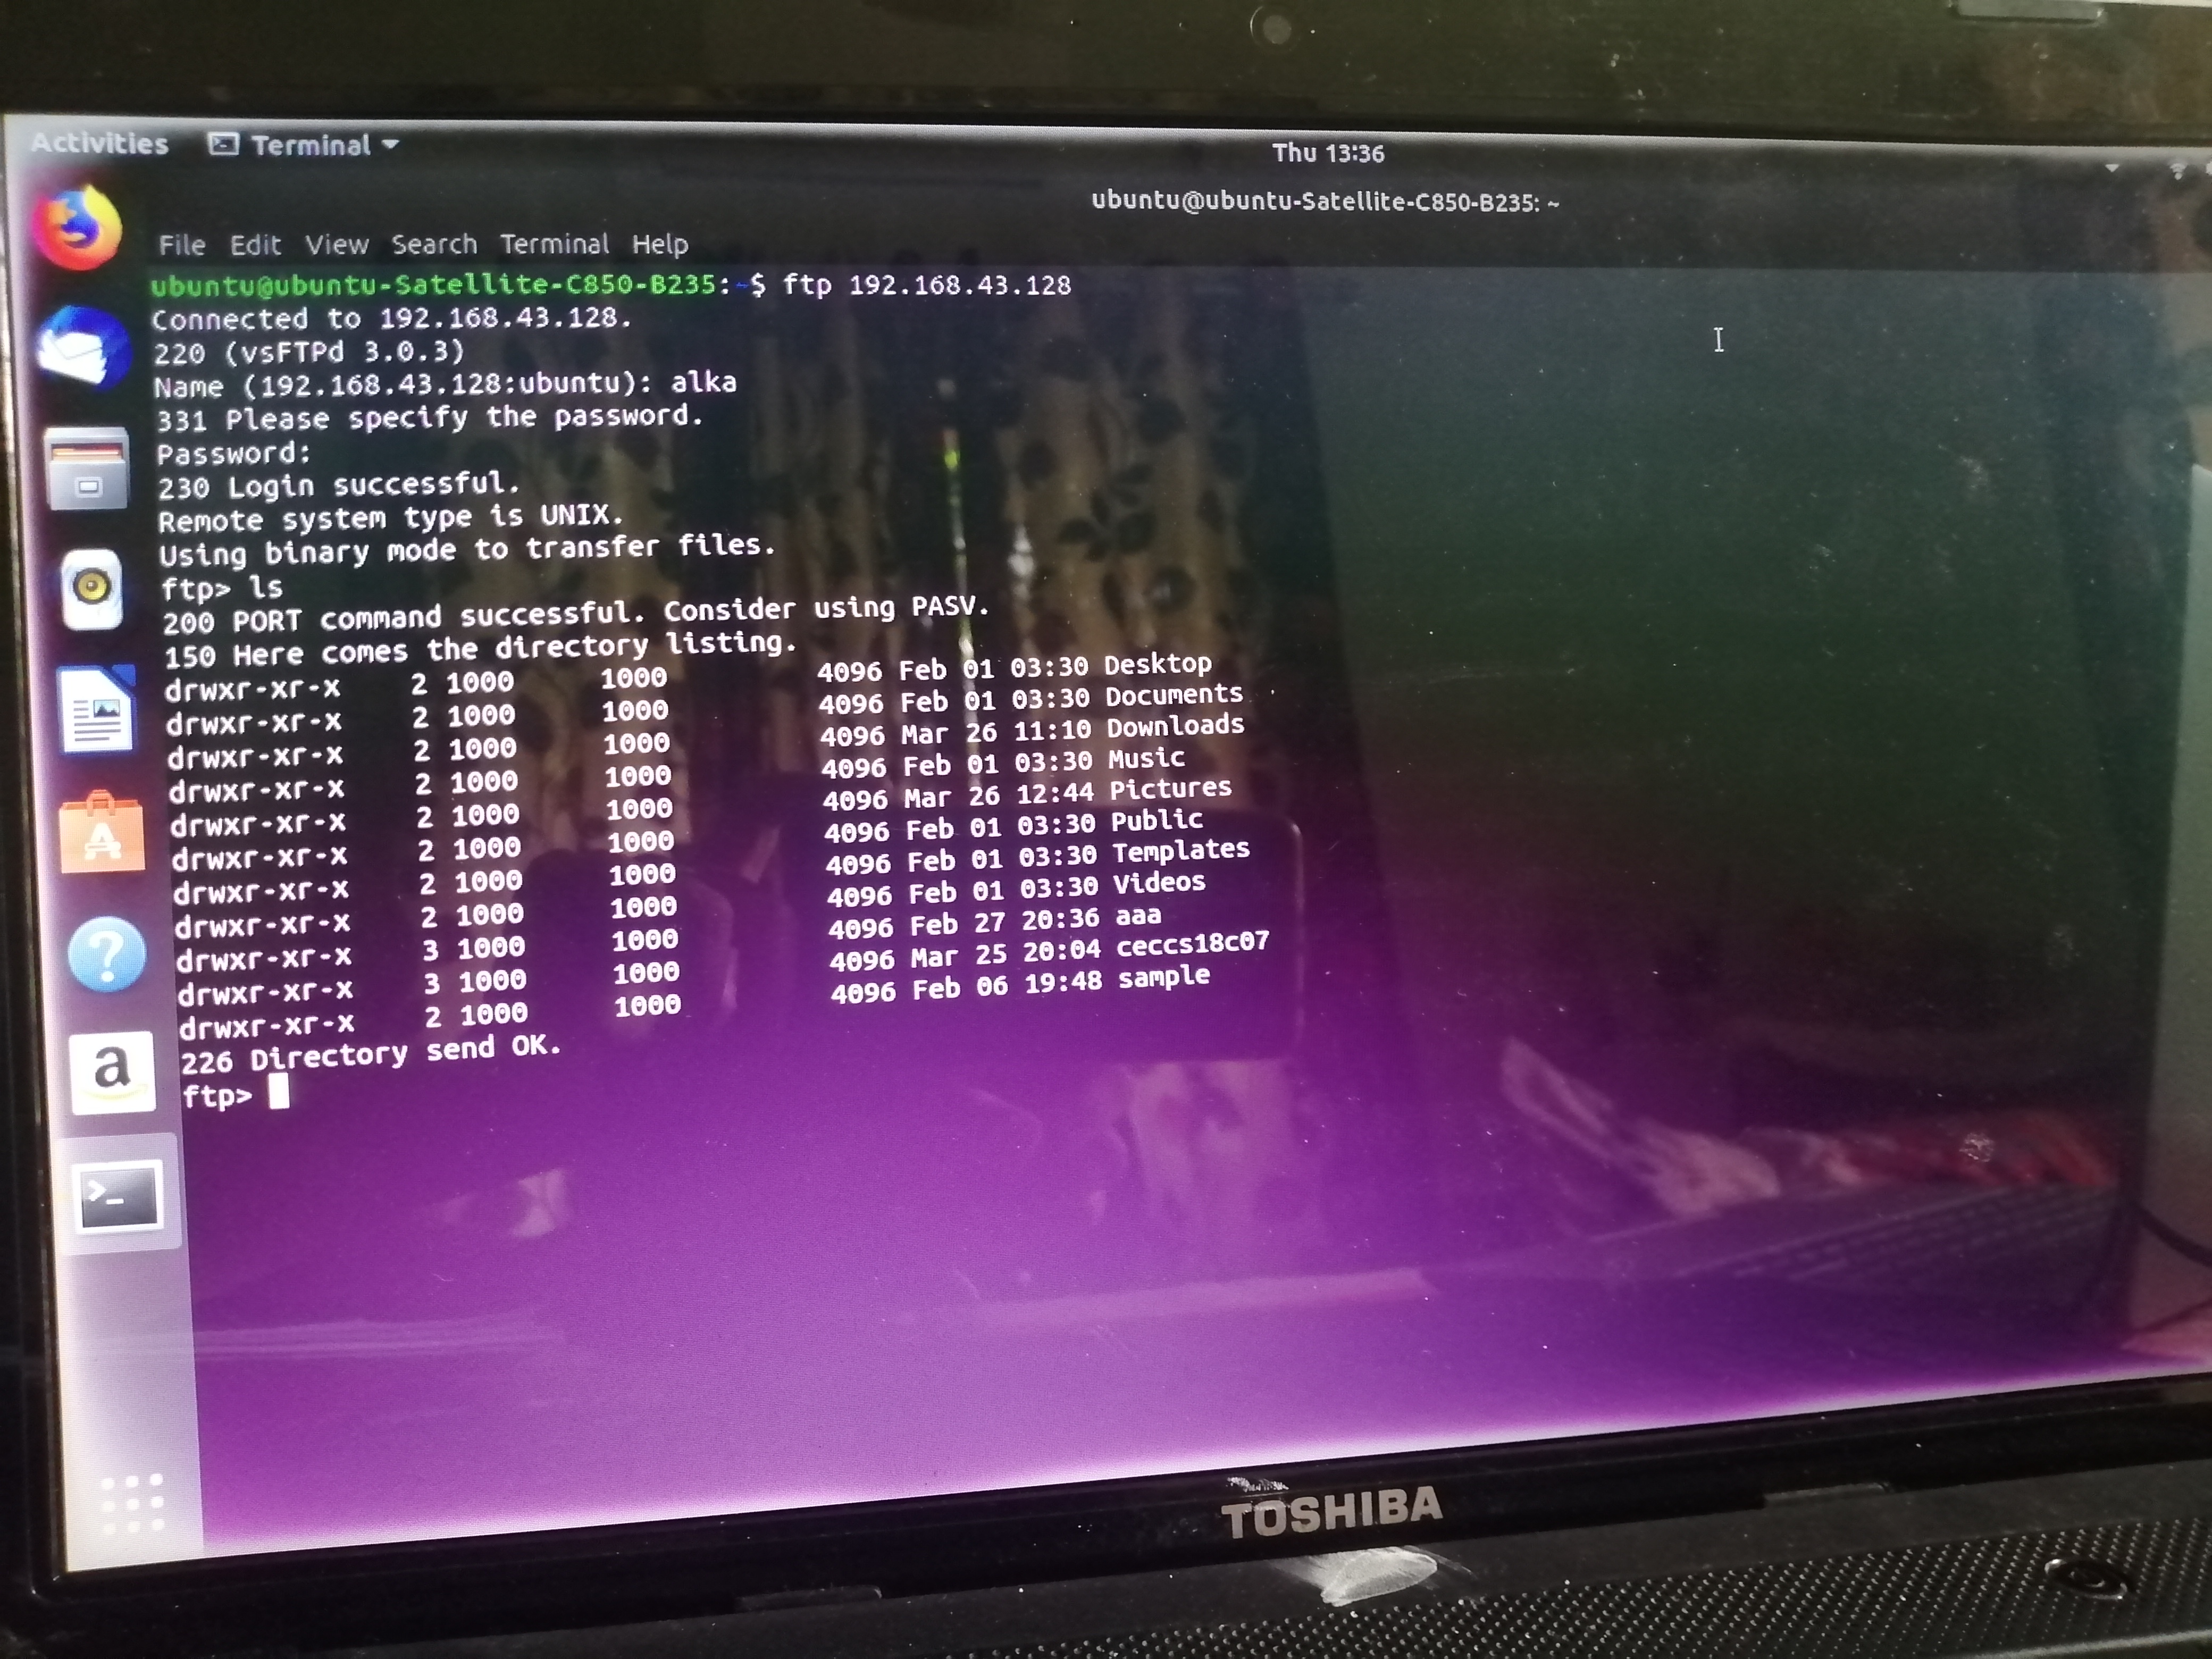 Activities Terminal
Thu 13:36
ubuntu@ubuntu-Satellite-C850-B235: ~
File Edit View Search Terminal Help
ubuntu@ubuntu-Satellite-C850-B235:~$ ftp 192.168.43.128
Connected to 192.168.43.128.
220 (vsFTPd 3.0.3)
Name (192.168.43.128:ubuntu): alka
331 Please specify the password.
Password:
230 Login successful.
Remote system type is UNIX.
Using binary mode to transfer files.
ftp> ls
200 PORT command successful. Consider using PASV.
150 Here comes the directory listing.
drwxr-xr-x 2 1000 1000 4096 Feb 01 03:30 Desktop
drwxr-xr-x 2 1000 1000 4096 Feb 01 03:30 Documents
drwxr-xr-x 2 1000 1000 4096 Mar 26 11:10 Downloads
drwxr-xr-x 2 1000 1000 4096 Feb 01 03:30 Music
drwxr-xr-x 2 1000 1000 4096 Mar 26 12:44 Pictures
drwxr-xr-x 2 1000 1000 4096 Feb 01 03:30 Public
drwxr-xr-x 2 1000 1000 4096 Feb 01 03:30 Templates
drwxr-xr-x 2 1000 1000 4096 Feb 01 03:30 Videos
drwxr-xr-x 3 1000 1000 4096 Feb 27 20:36 aaa
drwxr-xr-x 3 1000 1000 4096 Mar 25 20:04 ceccs18c07
drwxr-xr-x 2 1000 1000 4096 Feb 06 19:48 sample
226 Directory send OK.
ftp>
TOSHIBA